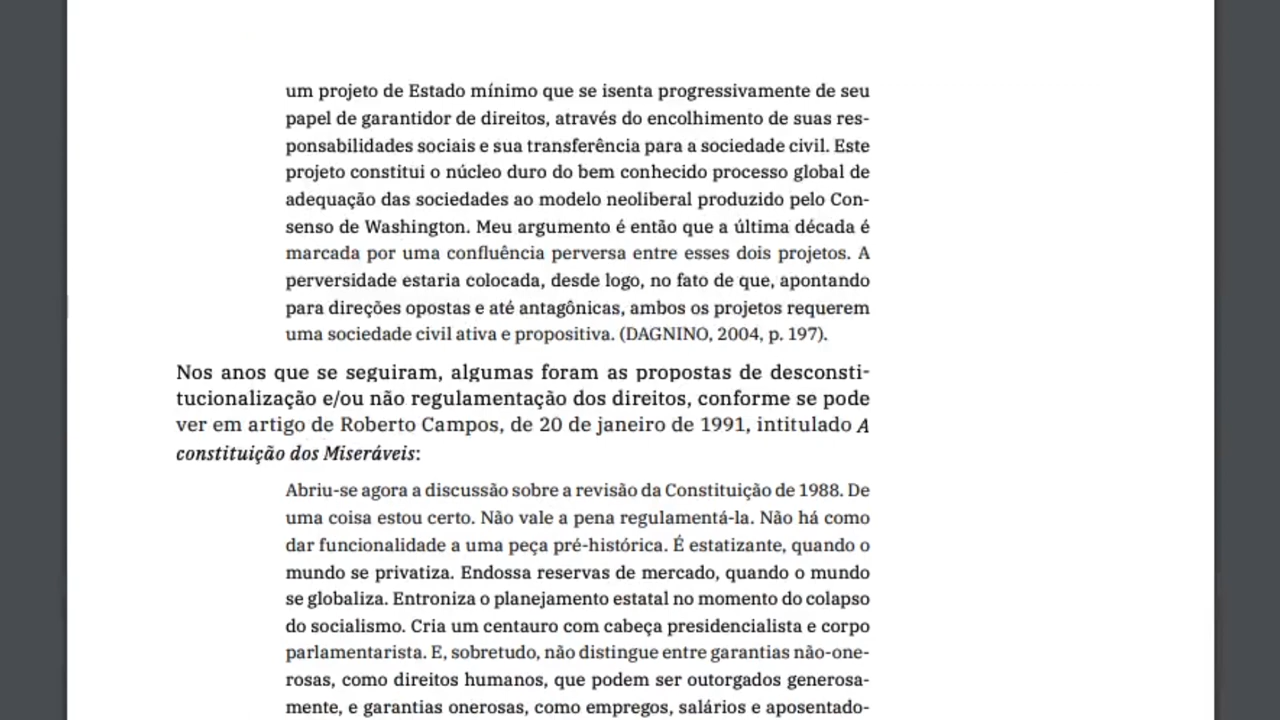 um projeto de Estado mínimo que se isenta progressivamente de seu
papel de garantidor de direitos, através do encolhimento de suas res-
ponsabilidades sociais e sua transferência para a sociedade civil. Este
projeto constitui o núcleo duro do bem conhecido processo global de
adequação das sociedades ao modelo neoliberal produzido pelo Con-
senso de Washington. Meu argumento é então que a última década é
marcada por uma confluência perversa entre esses dois projetos. A
perversidade estaria colocada, desde logo, no fato de que, apontando
para direções opostas e até antagônicas, ambos os projetos requerem
uma sociedade civil ativa e propositiva. (DAGNINO, 2004, p. 197).
Nos anos que se seguiram, algumas foram as propostas de desconsti-
tucionalização e/ou não regulamentação dos direitos, conforme se pode
ver em artigo de Roberto Campos, de 20 de janeiro de 1991, intitulado A
constituição dos Miseráveis:
Abriu-se agora a discussão sobre a revisão da Constituição de 1988. De
uma coisa estou certo. Não vale a pena regulamentá-la. Não há como
dar funcionalidade a uma peça pré-histórica. É estatizante, quando o
mundo se privatiza. Endossa reservas de mercado, quando o mundo
se globaliza. Entroniza o planejamento estatal no momento do colapso
do socialismo. Cria um centauro com cabeça presidencialista e corpo
parlamentarista. E, sobretudo, não distingue entre garantias não-one-
rosas, como direitos humanos, que podem ser outorgados generosa-
mente, e garantias onerosas, como empregos, salários e aposentado-